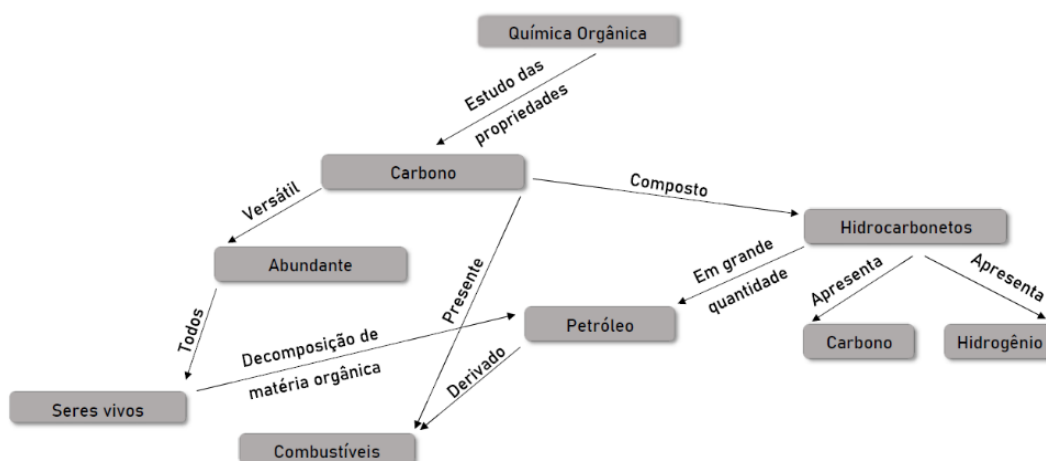 Química Orgânica
Estudo das
propriedades
Carbono
Versátil
Composto
Hidrocarbonetos
Abundante
Presente
Em grande
quantidade
Apresenta
Apresenta
Todos
Decomposição de
matéria orgânica
Petróleo
Derivado
Carbono
Hidrogênio
Seres vivos
Combustíveis